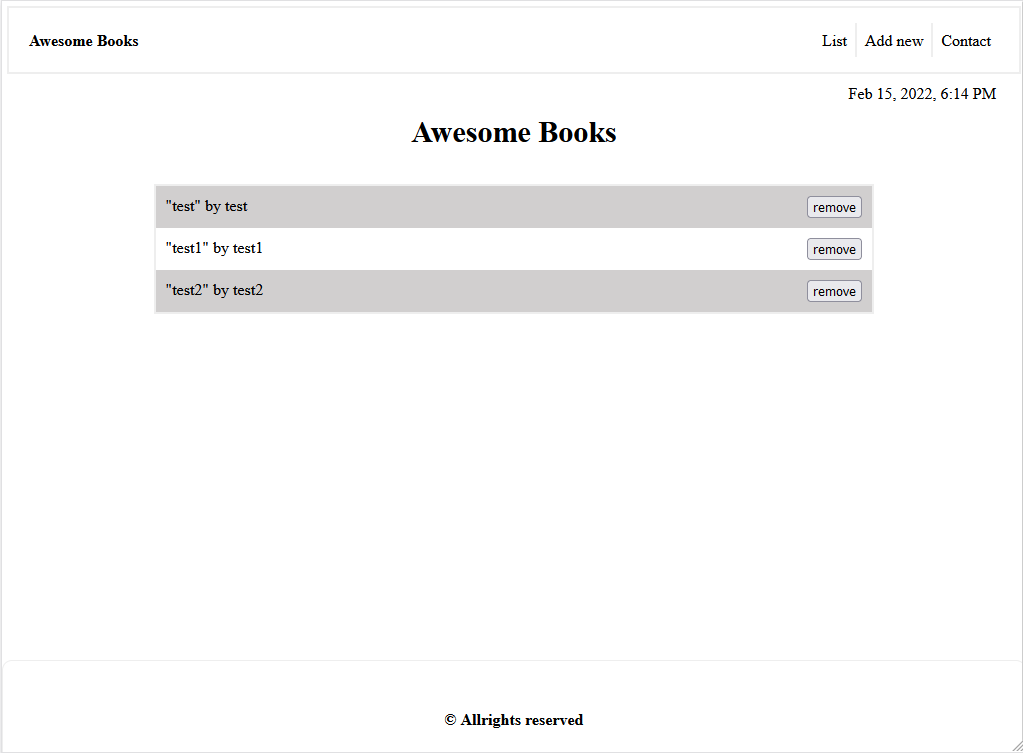 Awesome Books List Add new Contact
Feb 15, 2022, 6:14 PM
Awesome Books
"test" by test remove
"test1" by test1 remove
"test2" by test2 remove
© Allrights reserved